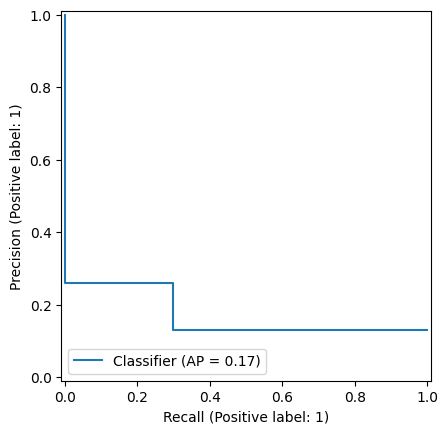 1.0
0.8
0.6
0.4
0.2
0.0
Precision (Positive label: 1)
Classifier (AP = 0.17)
0.0 0.2 0.4 0.6 0.8 1.0
Recall (Positive label: 1)